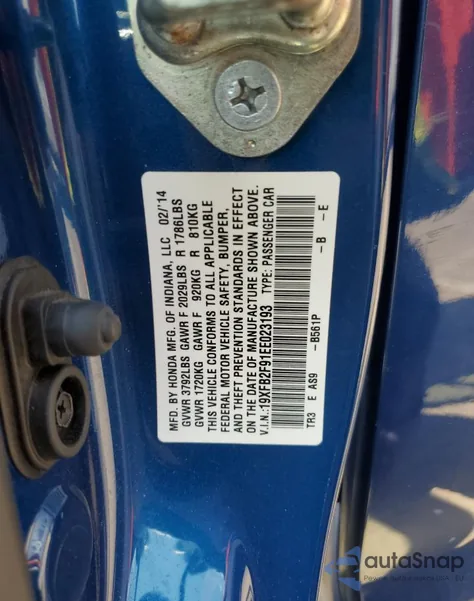 MFD. BY HONDA MFG. OF INDIANA, LLC 02/'14
GVWR 3792LBS GAWR F 2029LBS R 1786LBS
GVWR 1720KG GAWR F 920KG R 810KG
THIS VEHICLE CONFORMS TO ALL APPLICABLE
FEDERAL MOTOR VEHICLE SAFETY, BUMPER,
AND THEFT PREVENTION STANDARDS IN EFFECT
ON THE DATE OF MANUFACTURE SHOWN ABOVE.
V.I.N.:19XFB2F91EE023193 TYPE: PASSENGER CAR
TR3 E AS9 -B561P -B -E
autaSnap